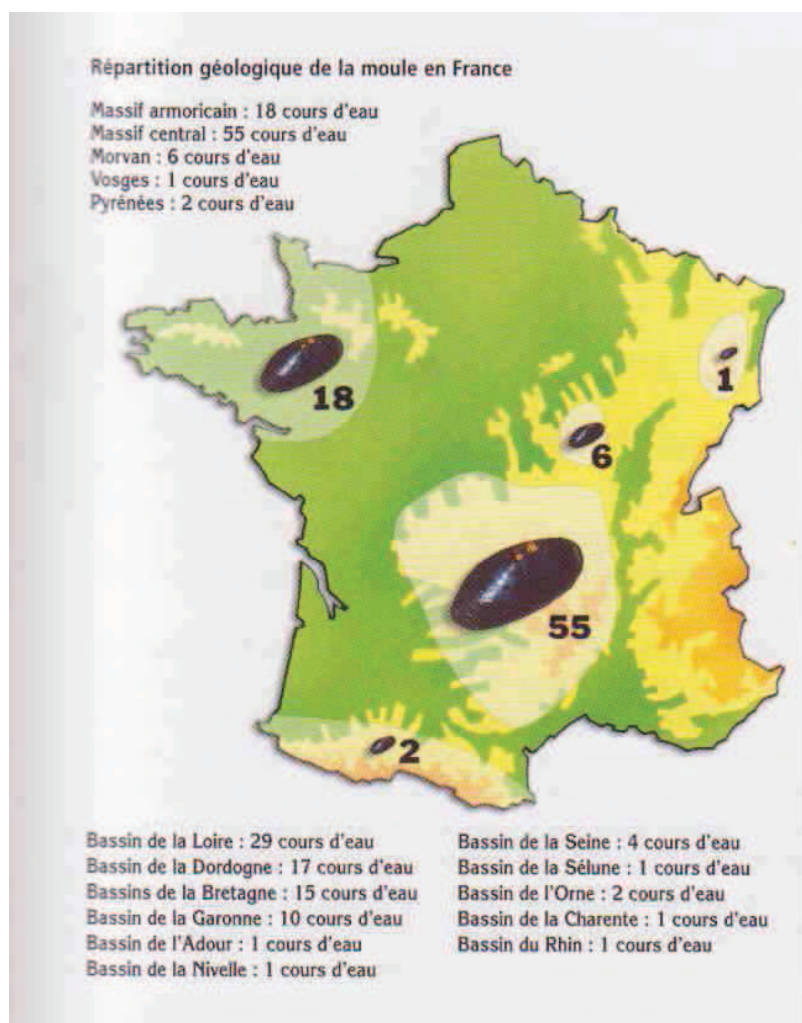 Répartition géologique de la moule en France
Massif armoricain : 18 cours d'eau
Massif central : 55 cours d'eau
Morvan : 6 cours d'eau
Vosges : 1 cours d'eau
Pyrénées : 2 cours d'eau
18
1
6
55
2
Bassin de la Loire : 29 cours d'eau
Bassin de la Dordogne : 17 cours d'eau
Bassins de la Bretagne : 15 cours d'eau
Bassin de la Garonne : 10 cours d'eau
Bassin de l'Adour : 1 cours d'eau
Bassin de la Nivelle : 1 cours d'eau
Bassin de la Seine : 4 cours d'eau
Bassin de la Sélune : 1 cours d'eau
Bassin de l'Orne : 2 cours d'eau
Bassin de la Charente : 1 cours d'eau
Bassin du Rhin : 1 cours d'eau